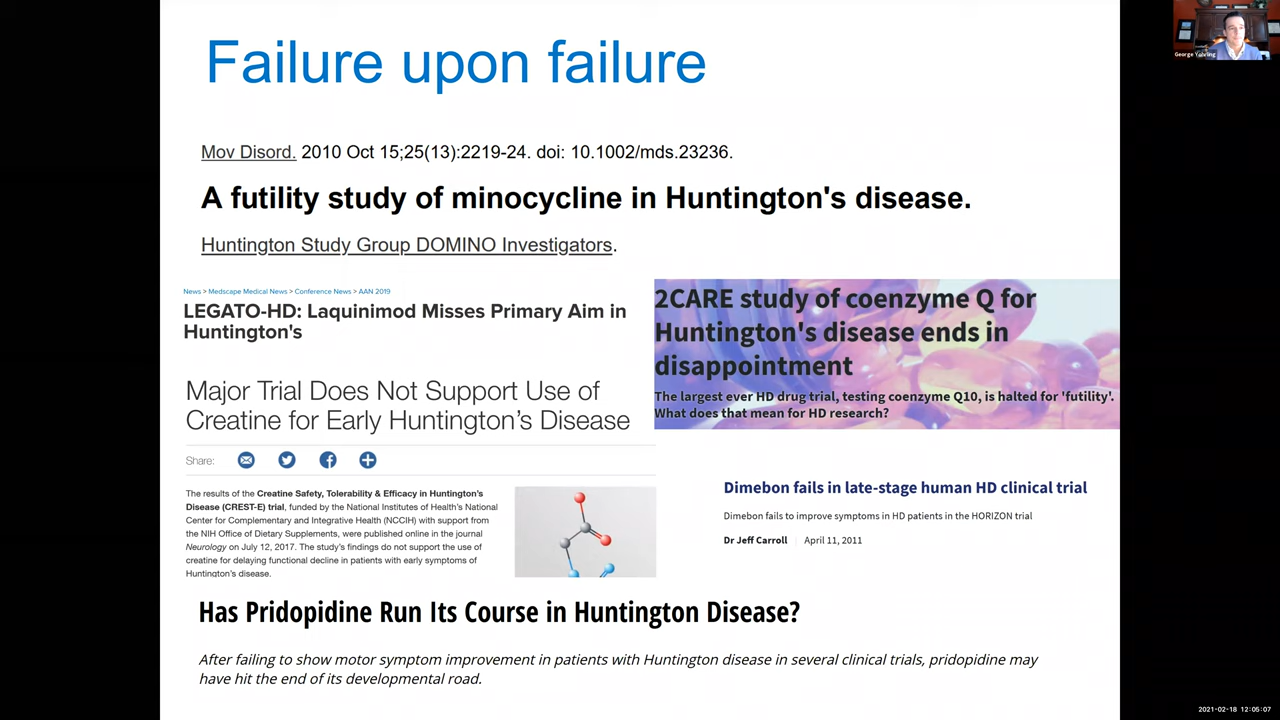 Failure upon failure
Mov Disord. 2010 Oct 15;25(13):2219-24. doi: 10.1002/mds.23236.
A futility study of minocycline in Huntington's disease.
Huntington Study Group DOMINO Investigators.
News > Medscape Medical News > Conference News > AAN 2019
LEGATO-HD: Laquinimod Misses Primary Aim in
Huntington's
2CARE study of coenzyme Q for
Huntington's disease ends in
disappointment
The largest ever HD drug trial, testing coenzyme Q10, is halted for 'futility'.
What does that mean for HD research?
Major Trial Does Not Support Use of
Creatine for Early Huntington’s Disease
Share:
The results of the Creatine Safety, Tolerability & Efficacy in Huntington’s
Disease (CREST-E) trial, funded by the National Institutes of Health’s National
Center for Complementary and Integrative Health (NCCIH) with support from
the NIH Office of Dietary Supplements, were published online in the journal
Neurology on July 12, 2017. The study’s findings do not support the use of
creatine for delaying functional decline in patients with early symptoms of
Huntington’s disease.
Dimebon fails in late-stage human HD clinical trial
Dimebon fails to improve symptoms in HD patients in the HORIZON trial
Dr Jeff Carroll April 11, 2011
Has Pridopidine Run Its Course in Huntington Disease?
After failing to show motor symptom improvement in patients with Huntington disease in several clinical trials, pridopidine may
have hit the end of its developmental road.
George Yohrling
2021-02-18 12:05:07